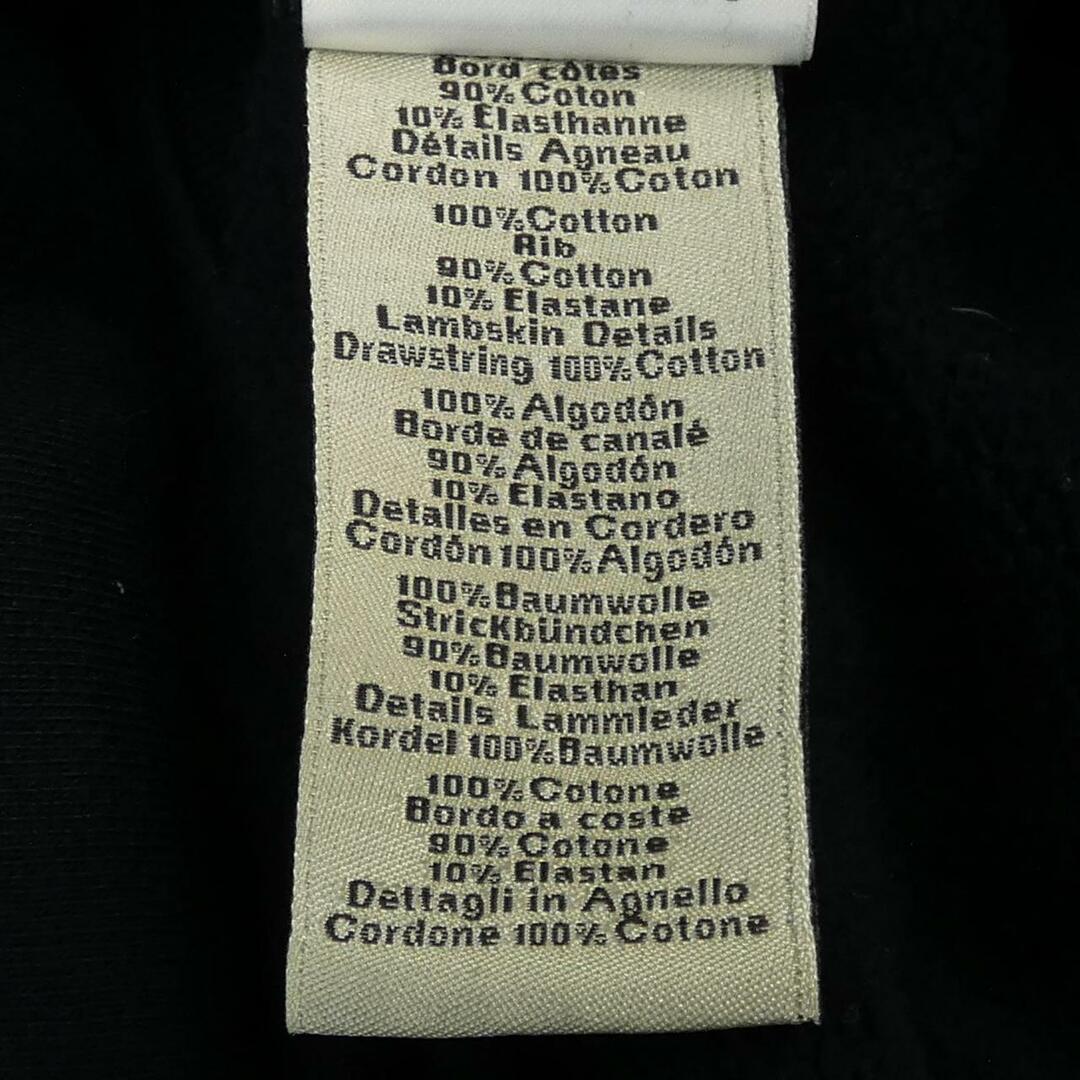 Bord côtes
90% Coton
10% Elasthanne
Détails Agneau
Cordon 100% Coton
100% Cotton
Rib
90% Cotton
10% Elastane
Lambskin Details
Drawstring 100% Cotton
100% Algodón
Borde de canalé
90% Algodón
10% Elastano
Detalles en Cordero
Cordón 100% Algodón
100% Baumwolle
Strickbündchen
90% Baumwolle
10% Elasthan
Details Lammleder
Kordel 100% Baumwolle
100% Cotone
Bordo a coste
90% Cotone
10% Elastan
Dettagli in Agnello
Cordone 100% Cotone